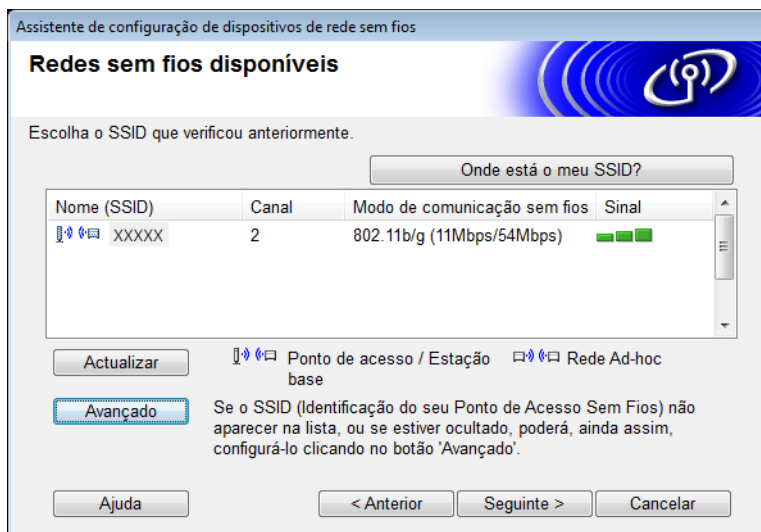 Assistente de configuração de dispositivos de rede sem fios
Redes sem fios disponíveis
Escolha o SSID que verificou anteriormente.
Onde está o meu SSID?
Nome (SSID) Canal Modo de comunicação sem fios Sinal
XXXXX 2 802.11b/g (11Mbps/54Mbps)
Actualizar
Ponto de acesso / Estação base
Rede Ad-hoc
Avançado
Se o SSID (Identificação do seu Ponto de Acesso Sem Fios) não
aparecer na lista, ou se estiver ocultado, poderá, ainda assim,
configurá-lo clicando no botão 'Avançado'.
Ajuda < Anterior Seguinte > Cancelar